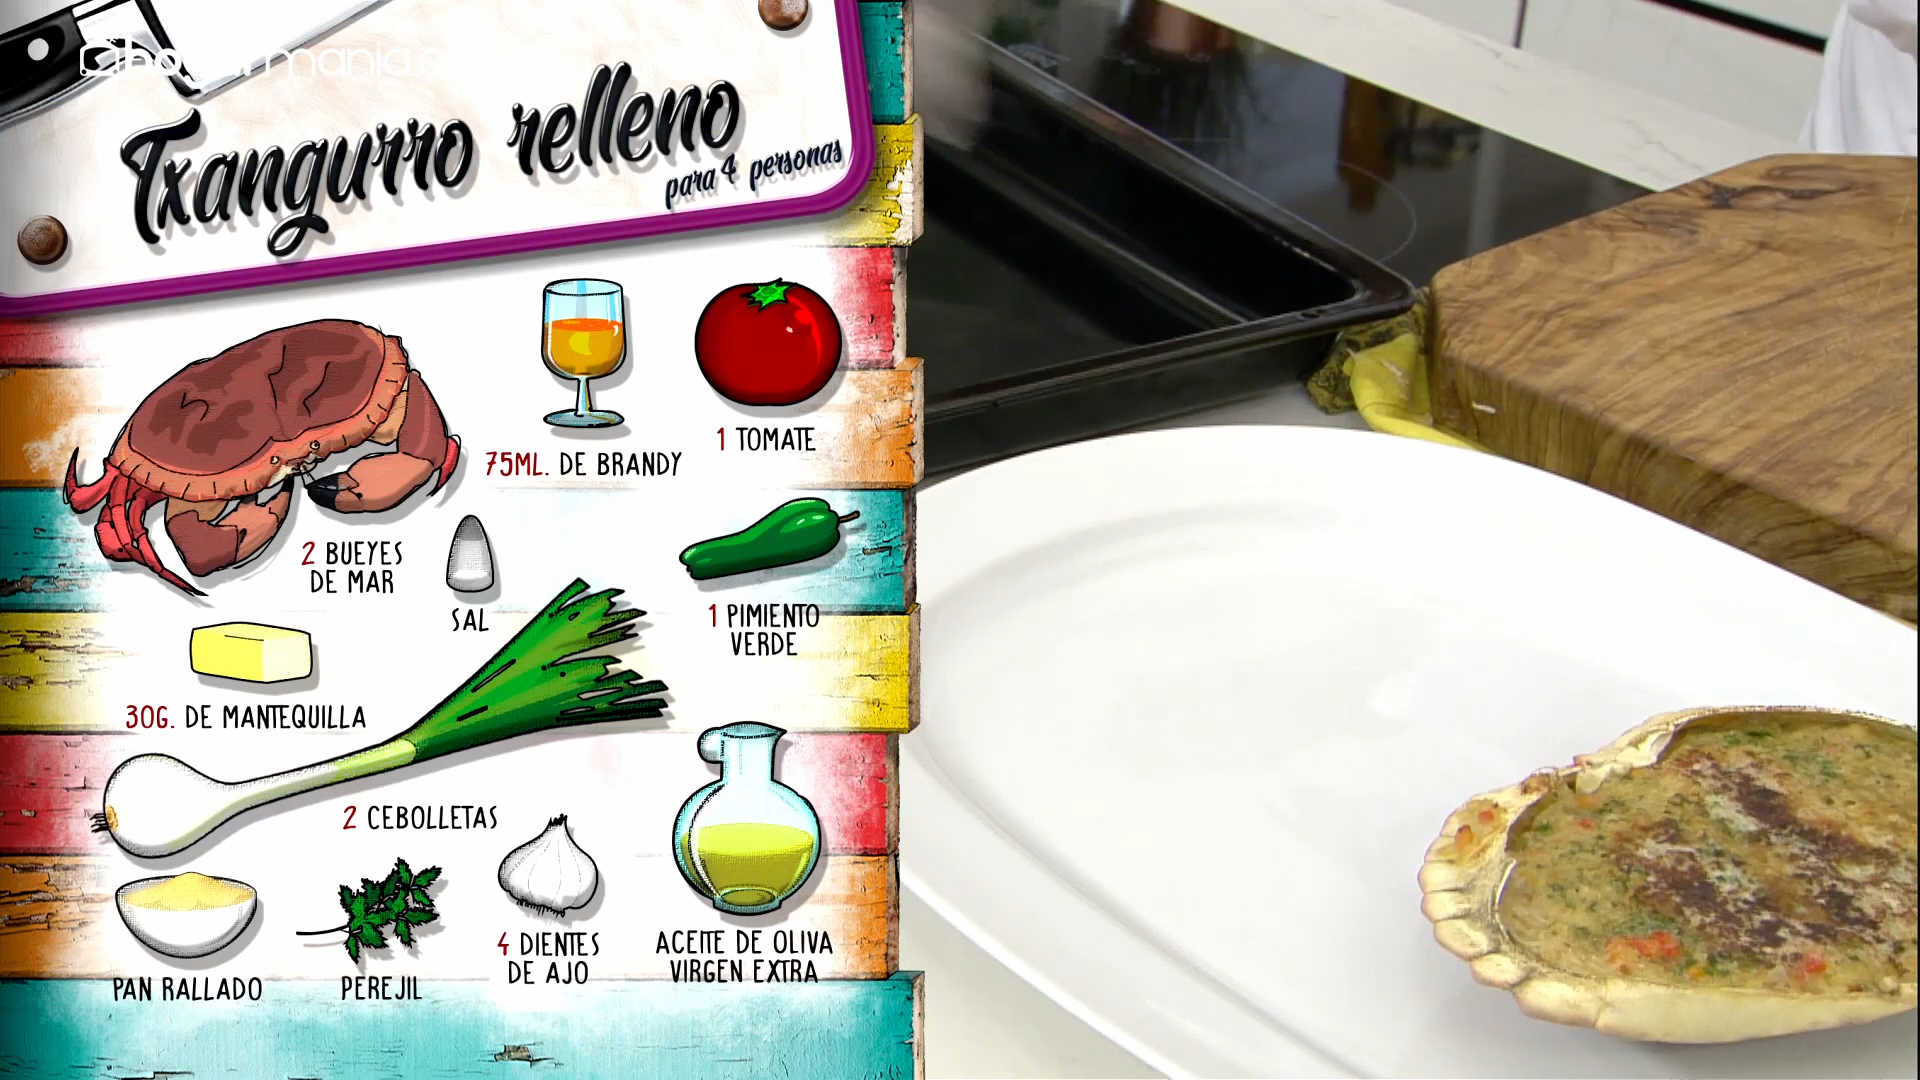 hogarmania
Txangurro relleno
para 4 personas
75ML. DE BRANDY
1 TOMATE
2 BUEYES
DE MAR
SAL
1 PIMIENTO
VERDE
30G. DE MANTEQUILLA
2 CEBOLLETAS
PAN RALLADO
PEREJIL
4 DIENTES
DE AJO
ACEITE DE OLIVA
VIRGEN EXTRA